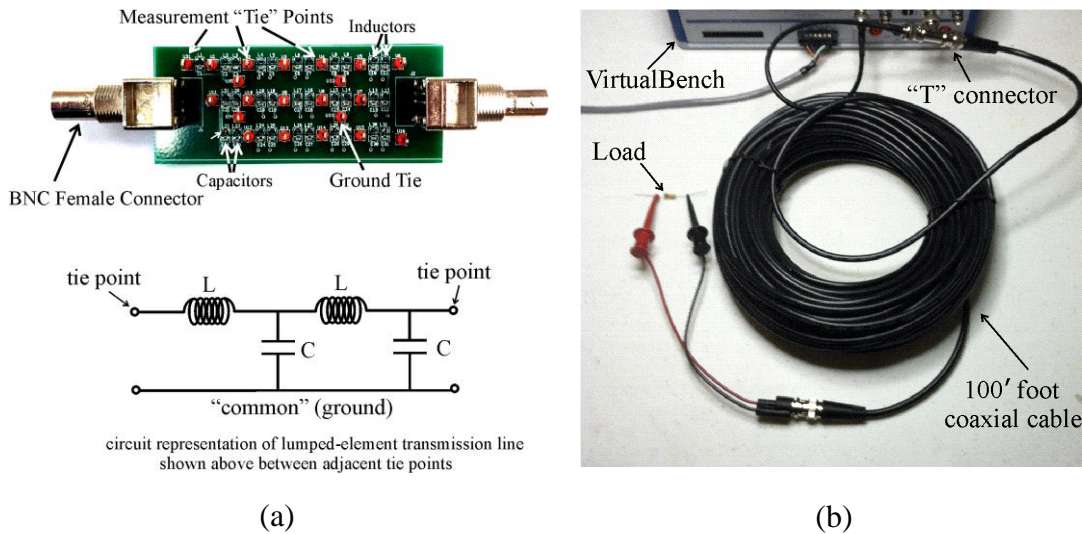 Measurement “Tie” Points
Inductors
Capacitors
Ground Tie
BNC Female Connector
tie point
L
L
tie point
C
C
“common” (ground)
circuit representation of lumped-element transmission line
shown above between adjacent tie points
(a)
VirtualBench
“T” connector
Load
100′ foot
coaxial cable
(b)